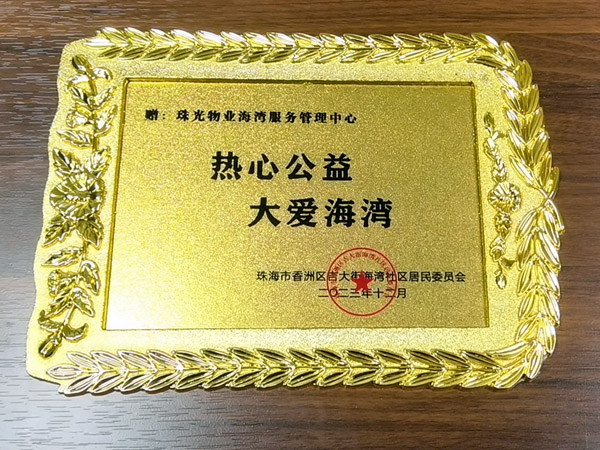 赠：珠光物业海湾服务管理中心
热心公益
大爱海湾
珠海市香洲区吉大街海湾社区居民委员会
二〇二三年十二月